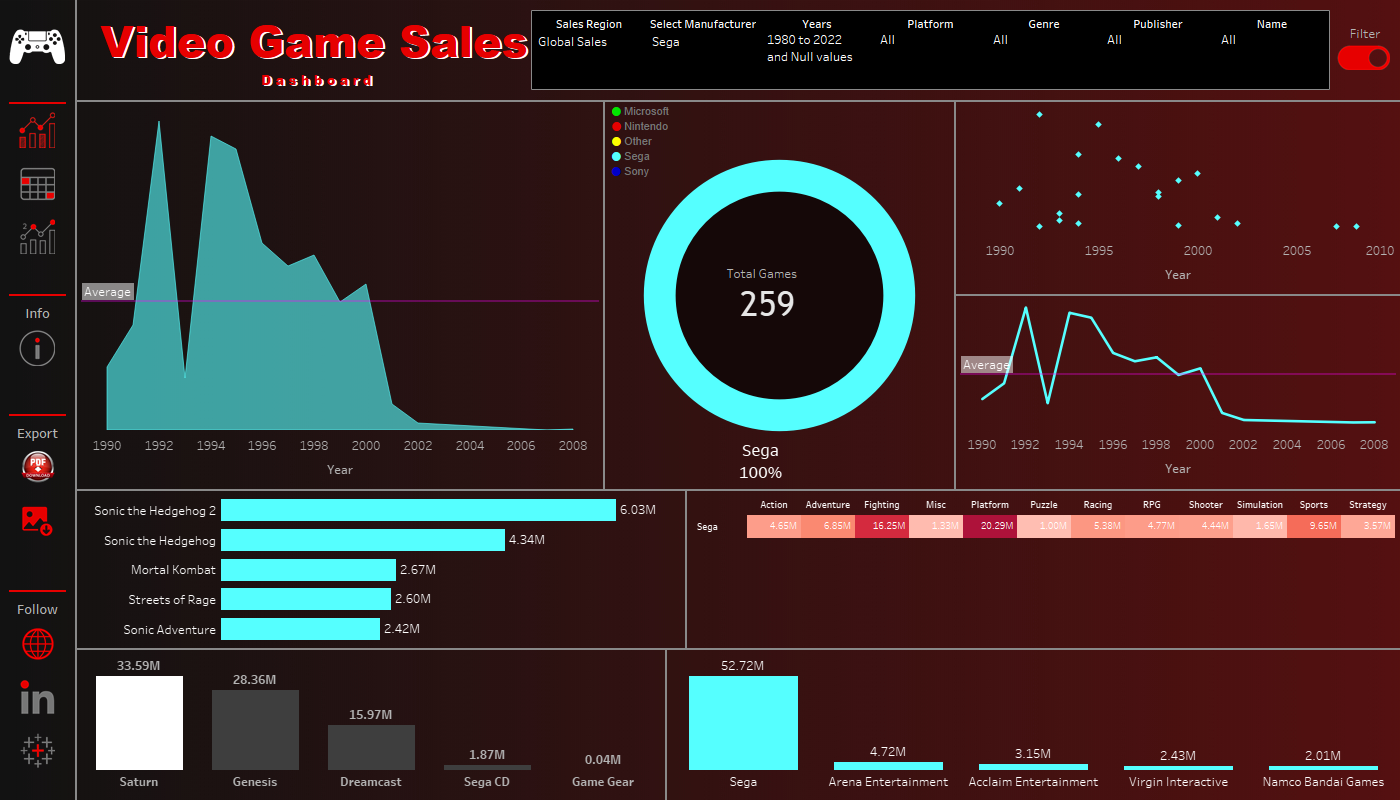 Video Game Sales
Dashboard
Sales Region Select Manufacturer Years Platform Genre Publisher Name
Global Sales Sega 1980 to 2022 All All All All
and Null values
Filter
Info
Export
PDF
DOWNLOAD
Follow
in
2
Average
1990 1992 1994 1996 1998 2000 2002 2004 2006 2008
Year
Microsoft
Nintendo
Other
Sega
Sony
Total Games
259
Sega
100%
1990 1995 2000 2005 2010
Year
Average
1990 1992 1994 1996 1998 2000 2002 2004 2006 2008
Year
Sonic the Hedgehog 2 6.03M
Sonic the Hedgehog 4.34M
Mortal Kombat 2.67M
Streets of Rage 2.60M
Sonic Adventure 2.42M
Action Adventure Fighting Misc Platform Puzzle Racing RPG Shooter Simulation Sports Strategy
Sega 4.65M 6.85M 16.25M 1.33M 20.29M 1.00M 5.38M 4.77M 4.44M 1.65M 9.65M 3.57M
33.59M 28.36M 15.97M 1.87M 0.04M
Saturn Genesis Dreamcast Sega CD Game Gear
52.72M 4.72M 3.15M 2.43M 2.01M
Sega Arena Entertainment Acclaim Entertainment Virgin Interactive Namco Bandai Games